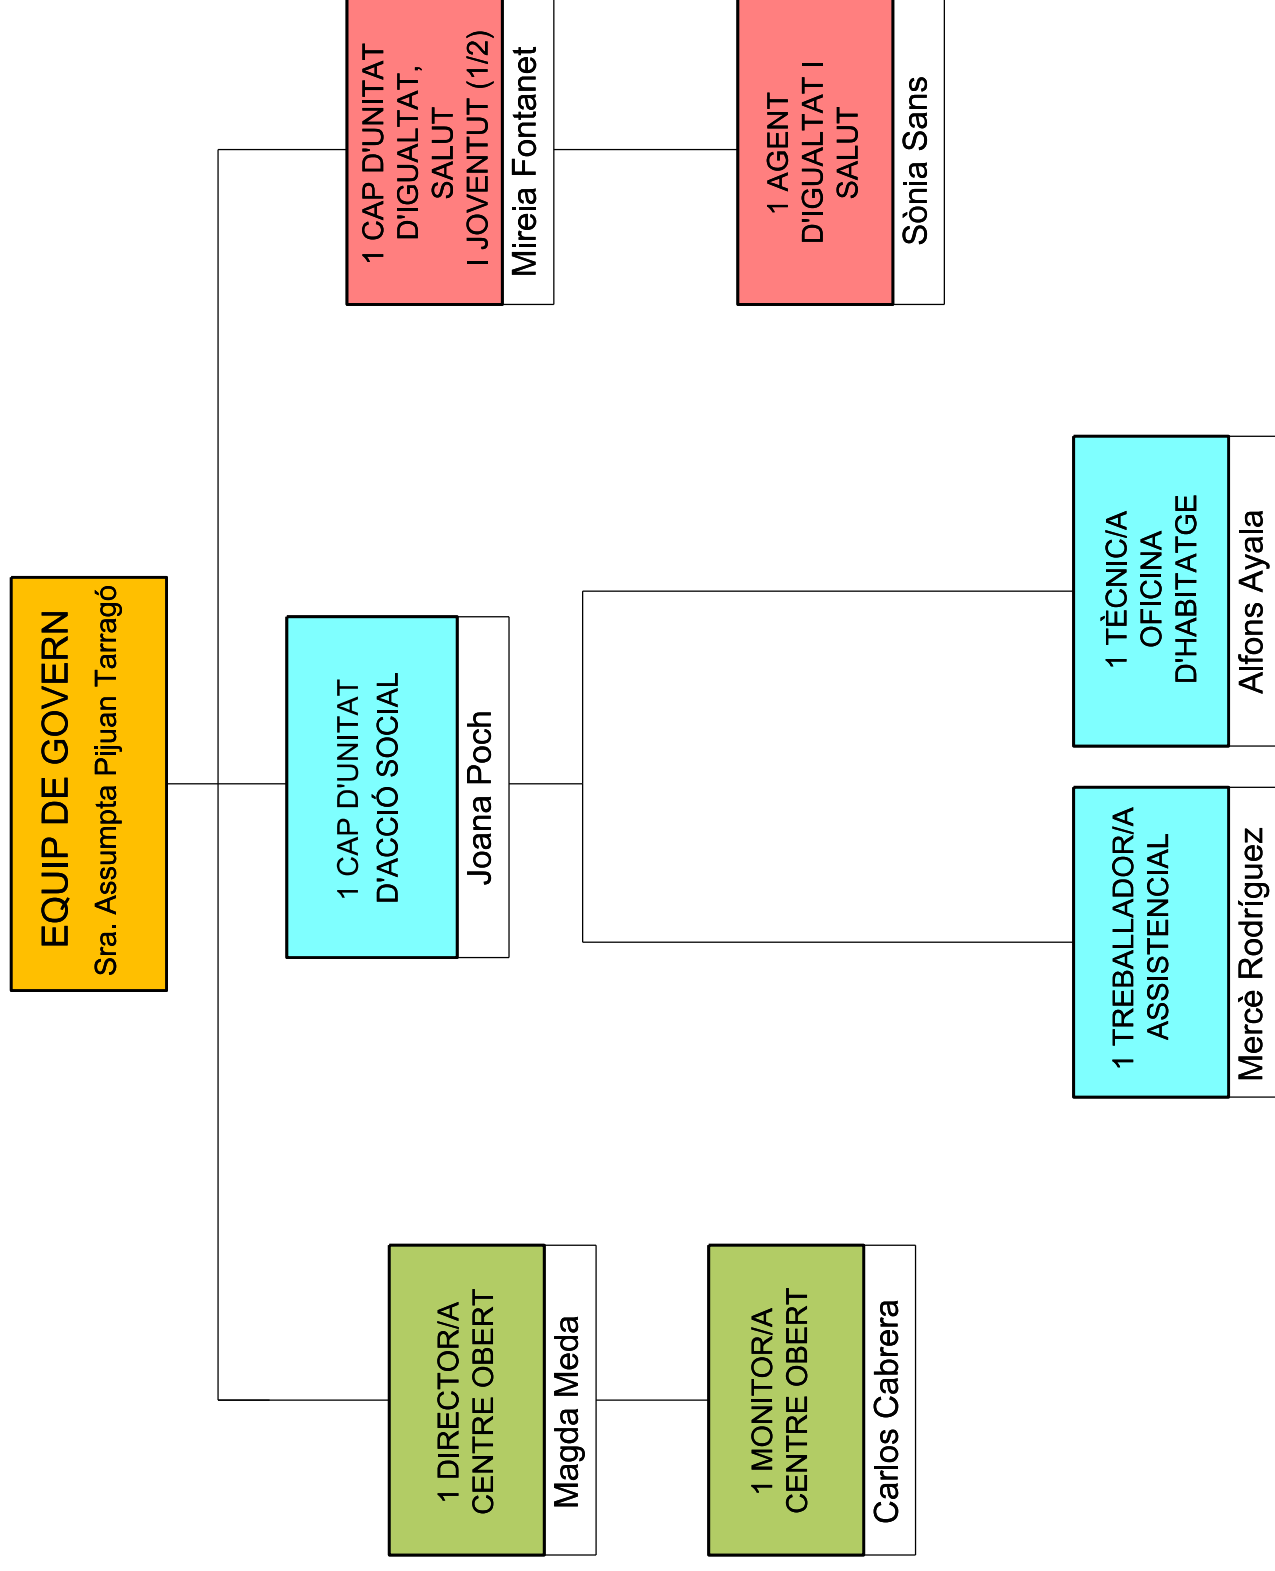 EQUIP DE GOVERN
Sra. Assumpta Pijuan Tarragó
1 DIRECTOR/A
CENTRE OBERT
Magda Meda
1 MONITOR/A
CENTRE OBERT
Carlos Cabrera
1 CAP D'UNITAT
D'ACCIÓ SOCIAL
Joana Poch
1 TREBALLADOR/A
ASSISTENCIAL
Mercè Rodríguez
1 TÈCNIC/A
OFICINA
D'HABITATGE
Alfons Ayala
1 CAP D'UNITAT
D'IGUALTAT,
SALUT
I JOVENTUT (1/2)
Mireia Fontanet
1 AGENT
D'IGUALTAT I
SALUT
Sònia Sans